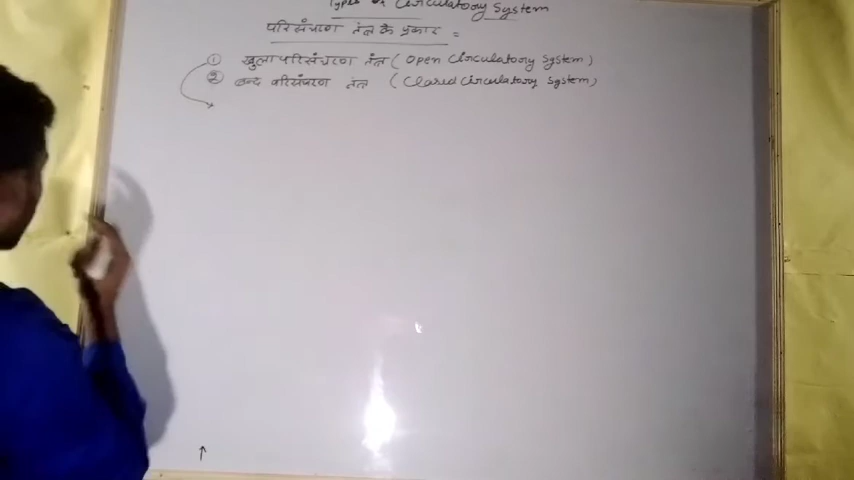 Types of Circulatory System
परिसंचरण तंत्र के प्रकार =
① खुला परिसंचरण तंत्र ( Open Circulatory System )
② बन्द परिसंचरण तंत्र ( Closed Circulatory System )